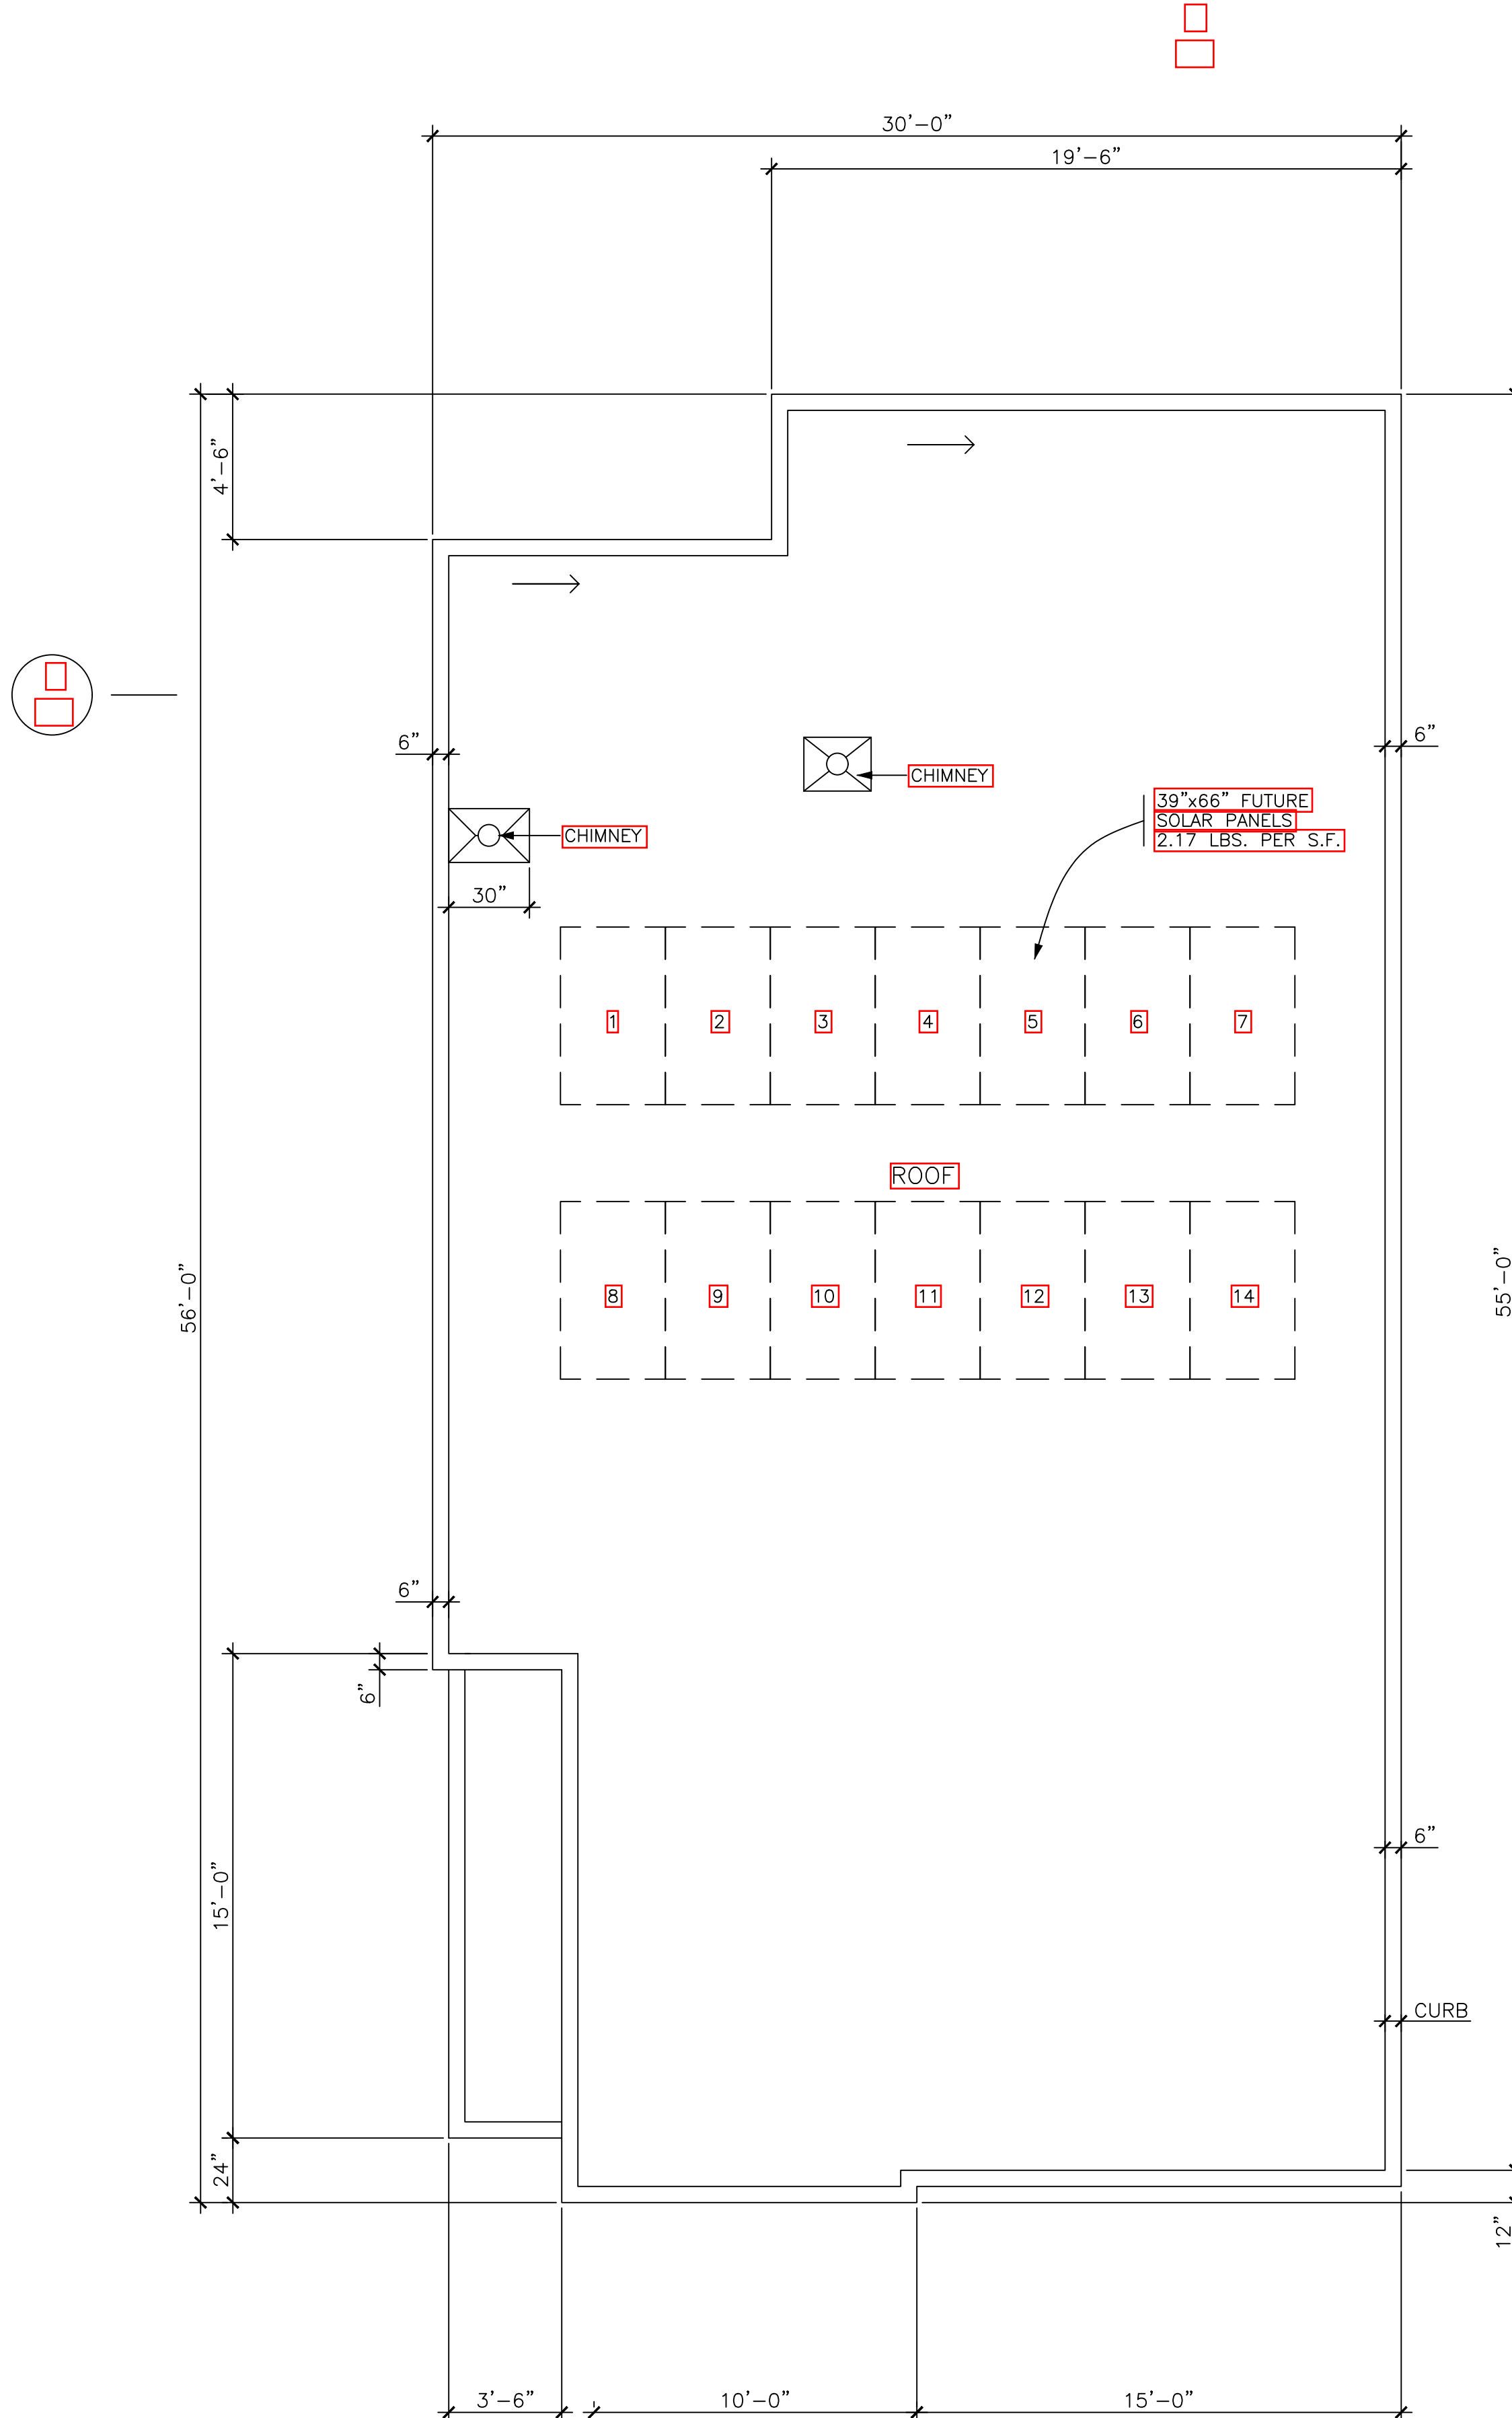 30'-0"
19'-6"
4'-6"
6"
6"
CHIMNEY
39"x66" FUTURE
SOLAR PANELS
2.17 LBS. PER S.F.
CHIMNEY
30"
1 2 3 4 5 6 7
ROOF
56'-0"
55'-0"
8 9 10 11 12 13 14
6"
6"
6"
15'-0"
CURB
24"
12"
3'-6"
10'-0"
15'-0"